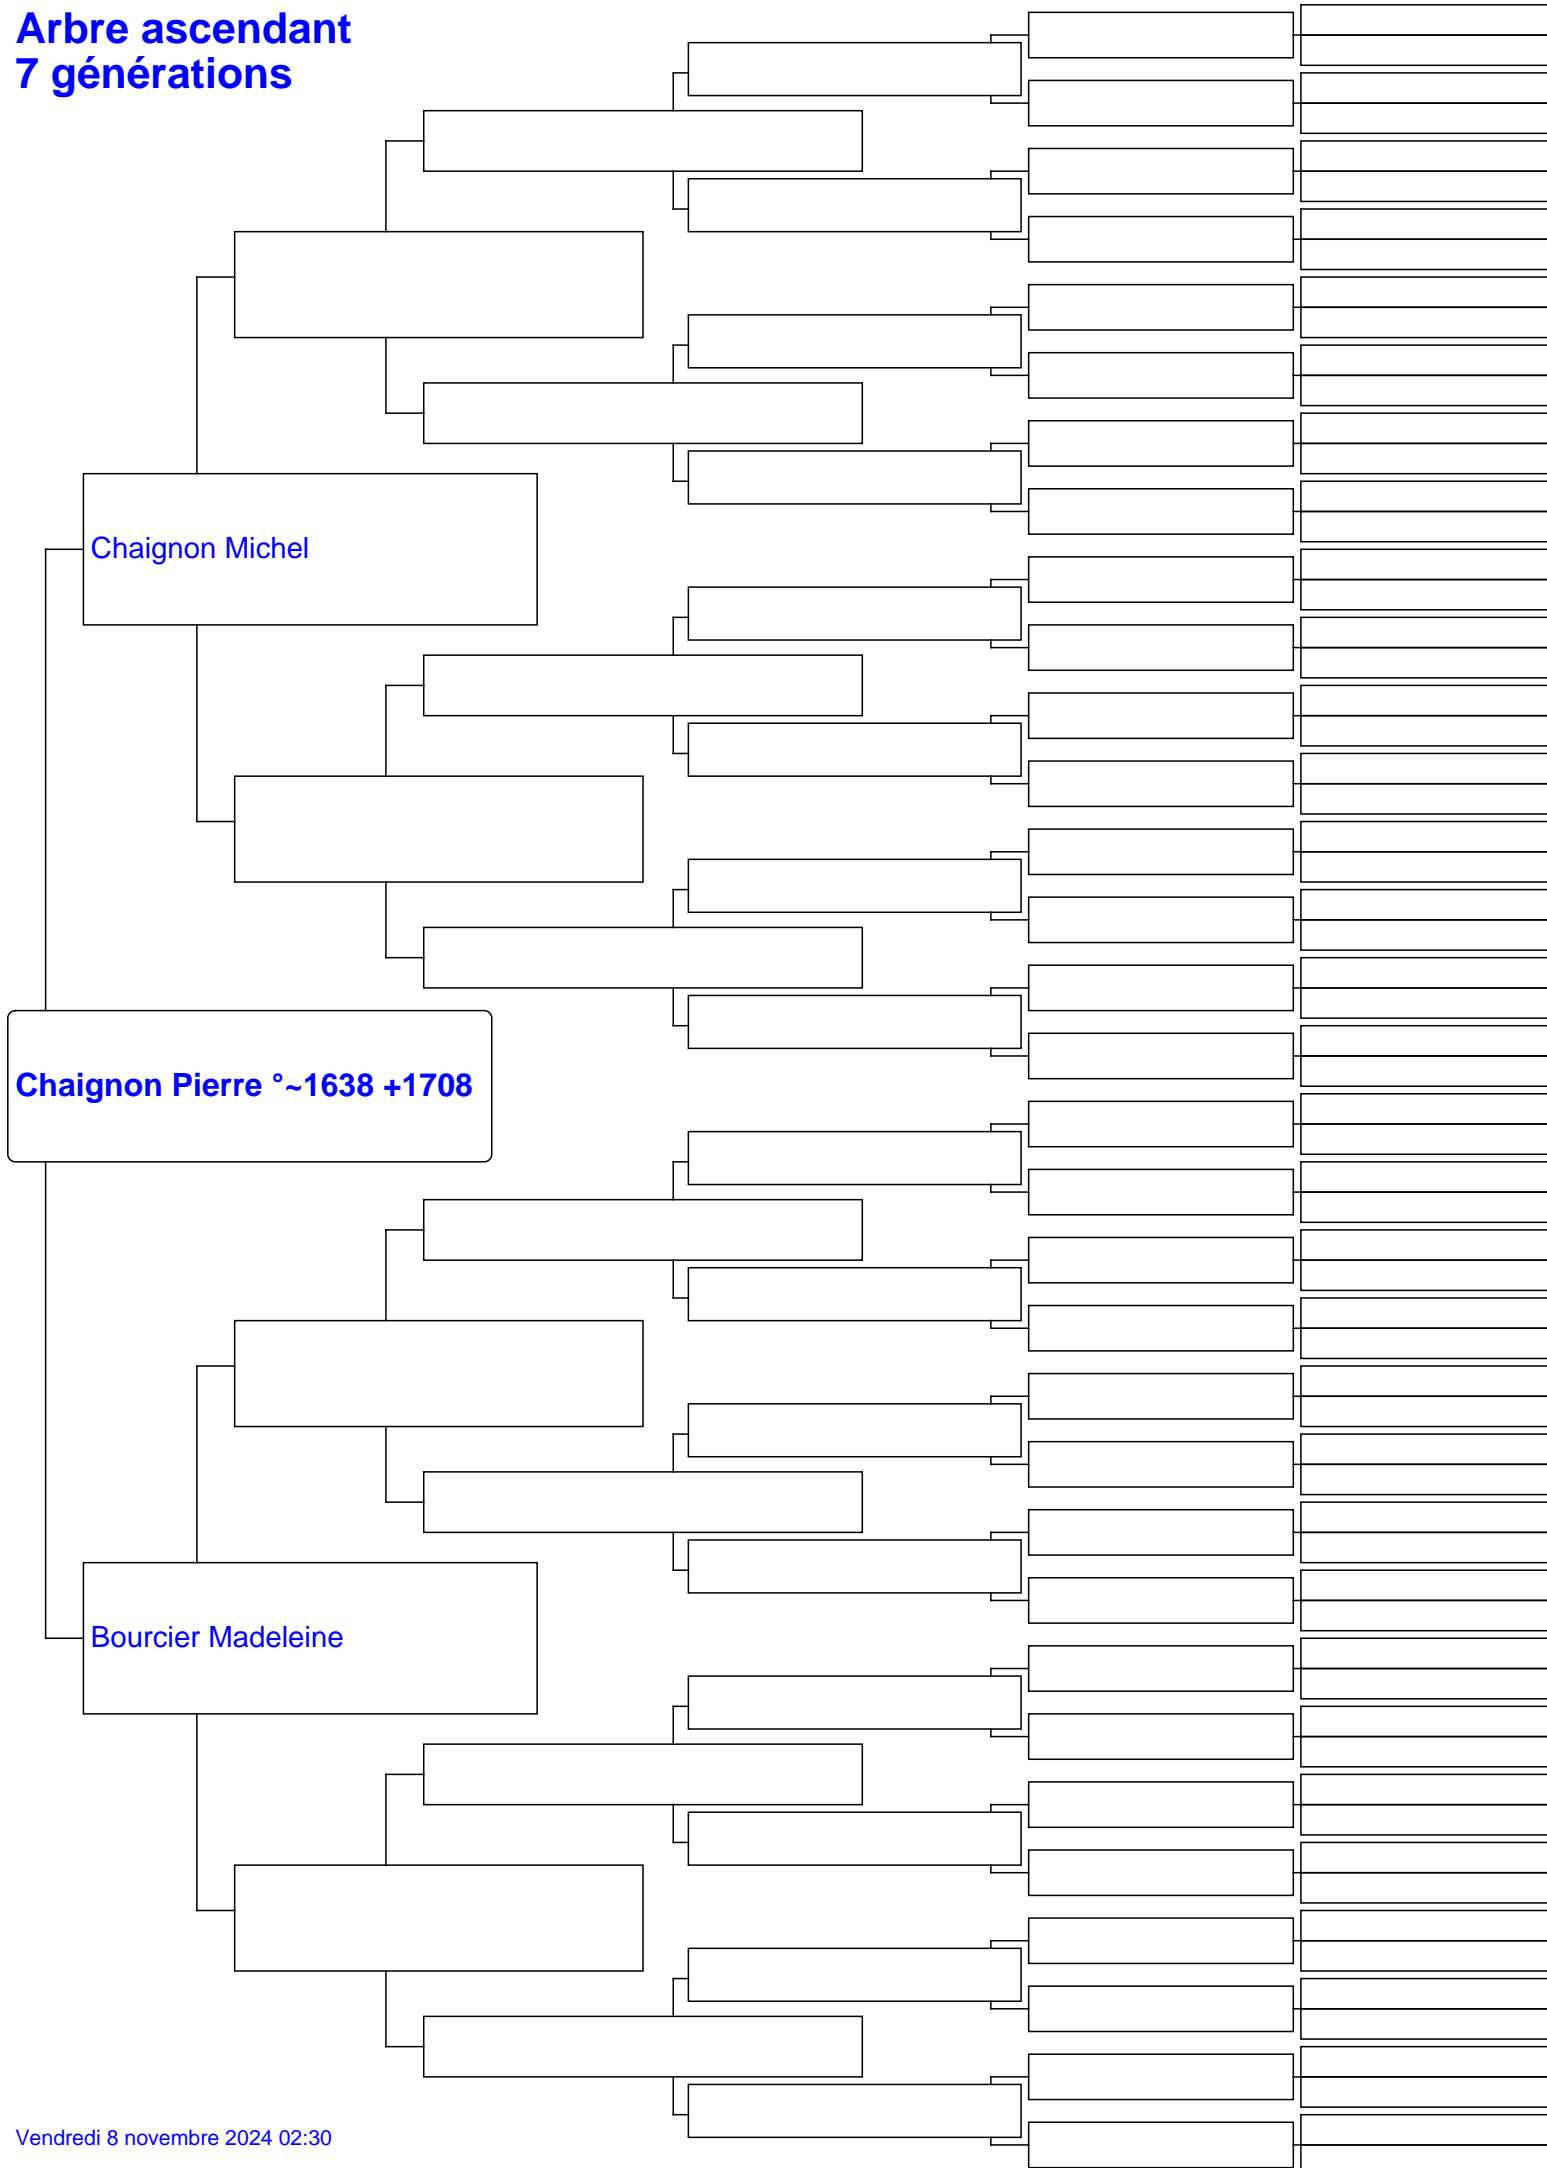 Arbre ascendant
7 générations
Chaignon Michel
Chaignon Pierre °~1638 +1708
Bourcier Madeleine
Vendredi 8 novembre 2024 02:30